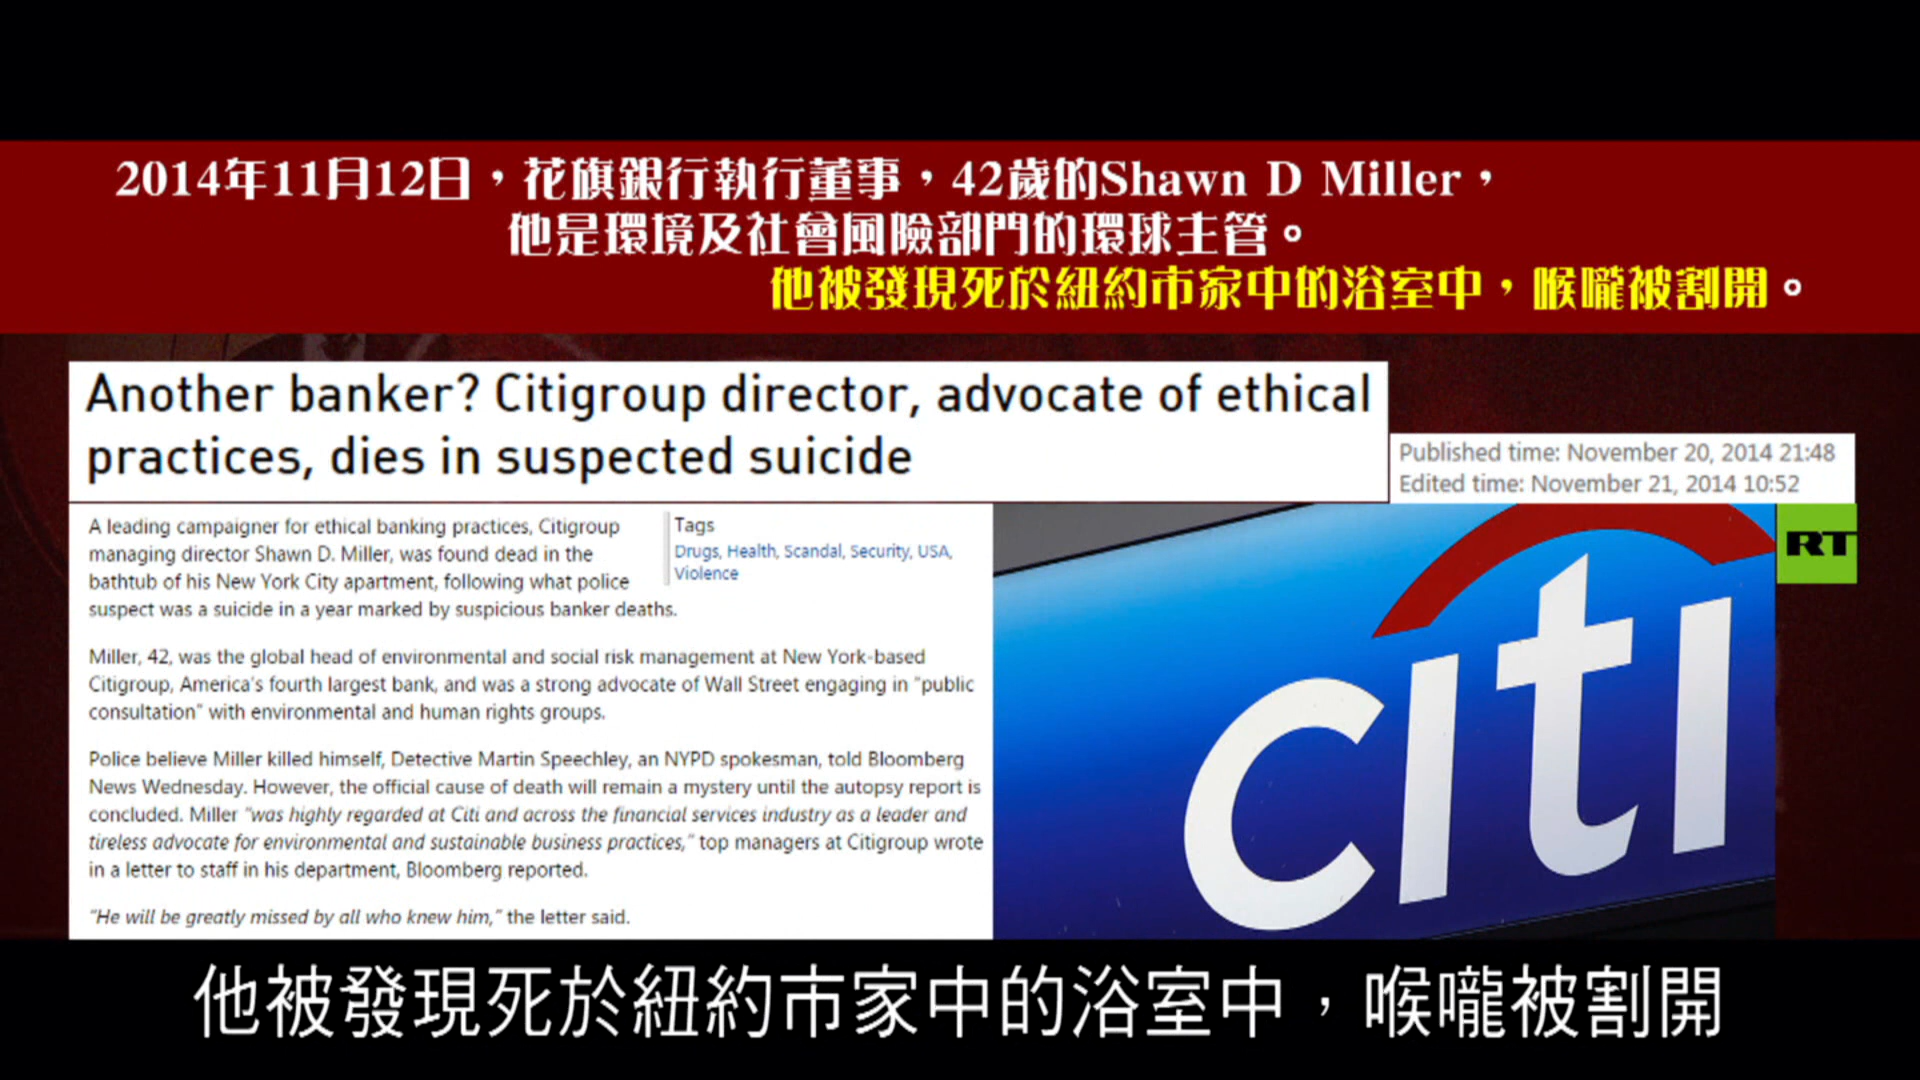 2014年11月12日，花旗銀行執行董事，42歲的Shawn D Miller，
他是環境及社會風險部門的環球主管。
他被發現死於紐約市家中的浴室中，喉嚨被割開。
Another banker? Citigroup director, advocate of ethical
practices, dies in suspected suicide
Published time: November 20, 2014 21:48
Edited time: November 21, 2014 10:52
A leading campaigner for ethical banking practices, Citigroup
managing director Shawn D. Miller, was found dead in the
bathtub of his New York City apartment, following what police
suspect was a suicide in a year marked by suspicious banker deaths.
Tags
Drugs, Health, Scandal, Security, USA,
Violence
Miller, 42, was the global head of environmental and social risk management at New York-based
Citigroup, America's fourth largest bank, and was a strong advocate of Wall Street engaging in "public
consultation" with environmental and human rights groups.
Police believe Miller killed himself, Detective Martin Speechley, an NYPD spokesman, told Bloomberg
News Wednesday. However, the official cause of death will remain a mystery until the autopsy report is
concluded. Miller "was highly regarded at Citi and across the financial services industry as a leader and
tireless advocate for environmental and sustainable business practices," top managers at Citigroup wrote
in a letter to staff in his department, Bloomberg reported.
"He will be greatly missed by all who knew him," the letter said.
citi
RT
他被發現死於紐約市家中的浴室中，喉嚨被割開